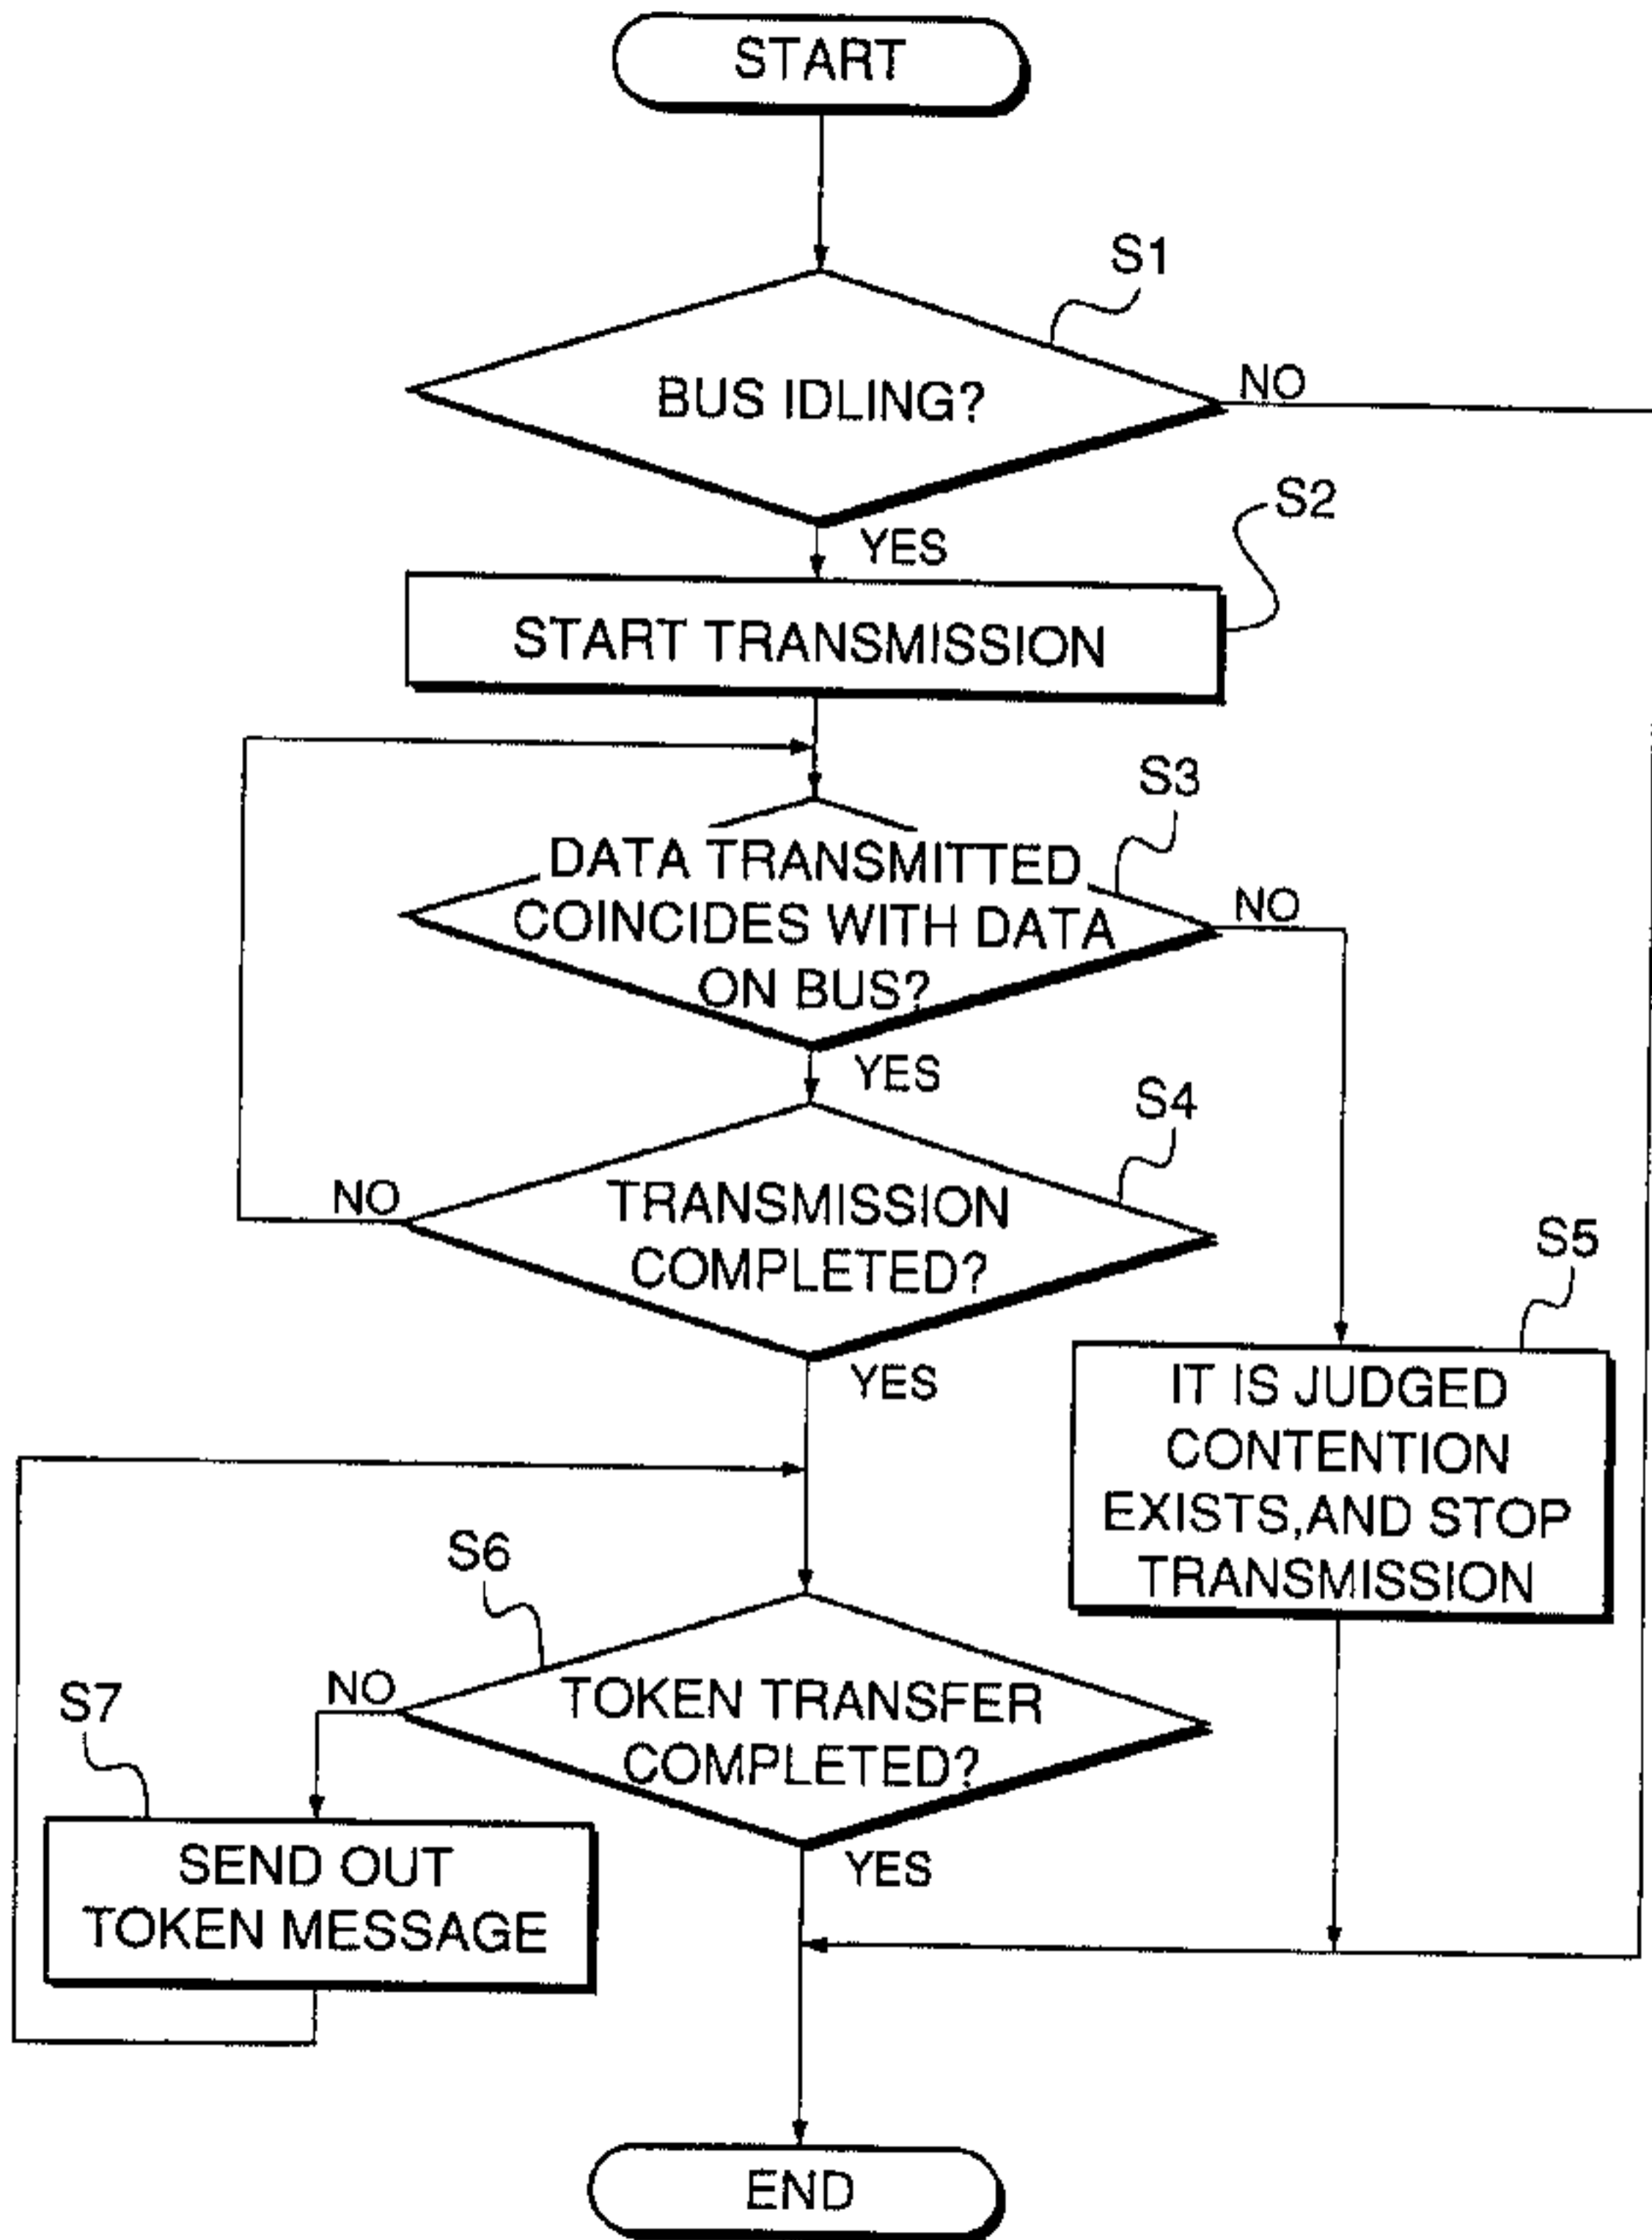 START
S1
BUS IDLING?
NO
YES
S2
START TRANSMISSION
S3
DATA TRANSMITTED
COINCIDES WITH DATA
ON BUS?
NO
YES
S4
NO
TRANSMISSION
COMPLETED?
YES
S5
IT IS JUDGED
CONTENTION
EXISTS,AND STOP
TRANSMISSION
S6
NO
TOKEN TRANSFER
COMPLETED?
YES
S7
SEND OUT
TOKEN MESSAGE
END